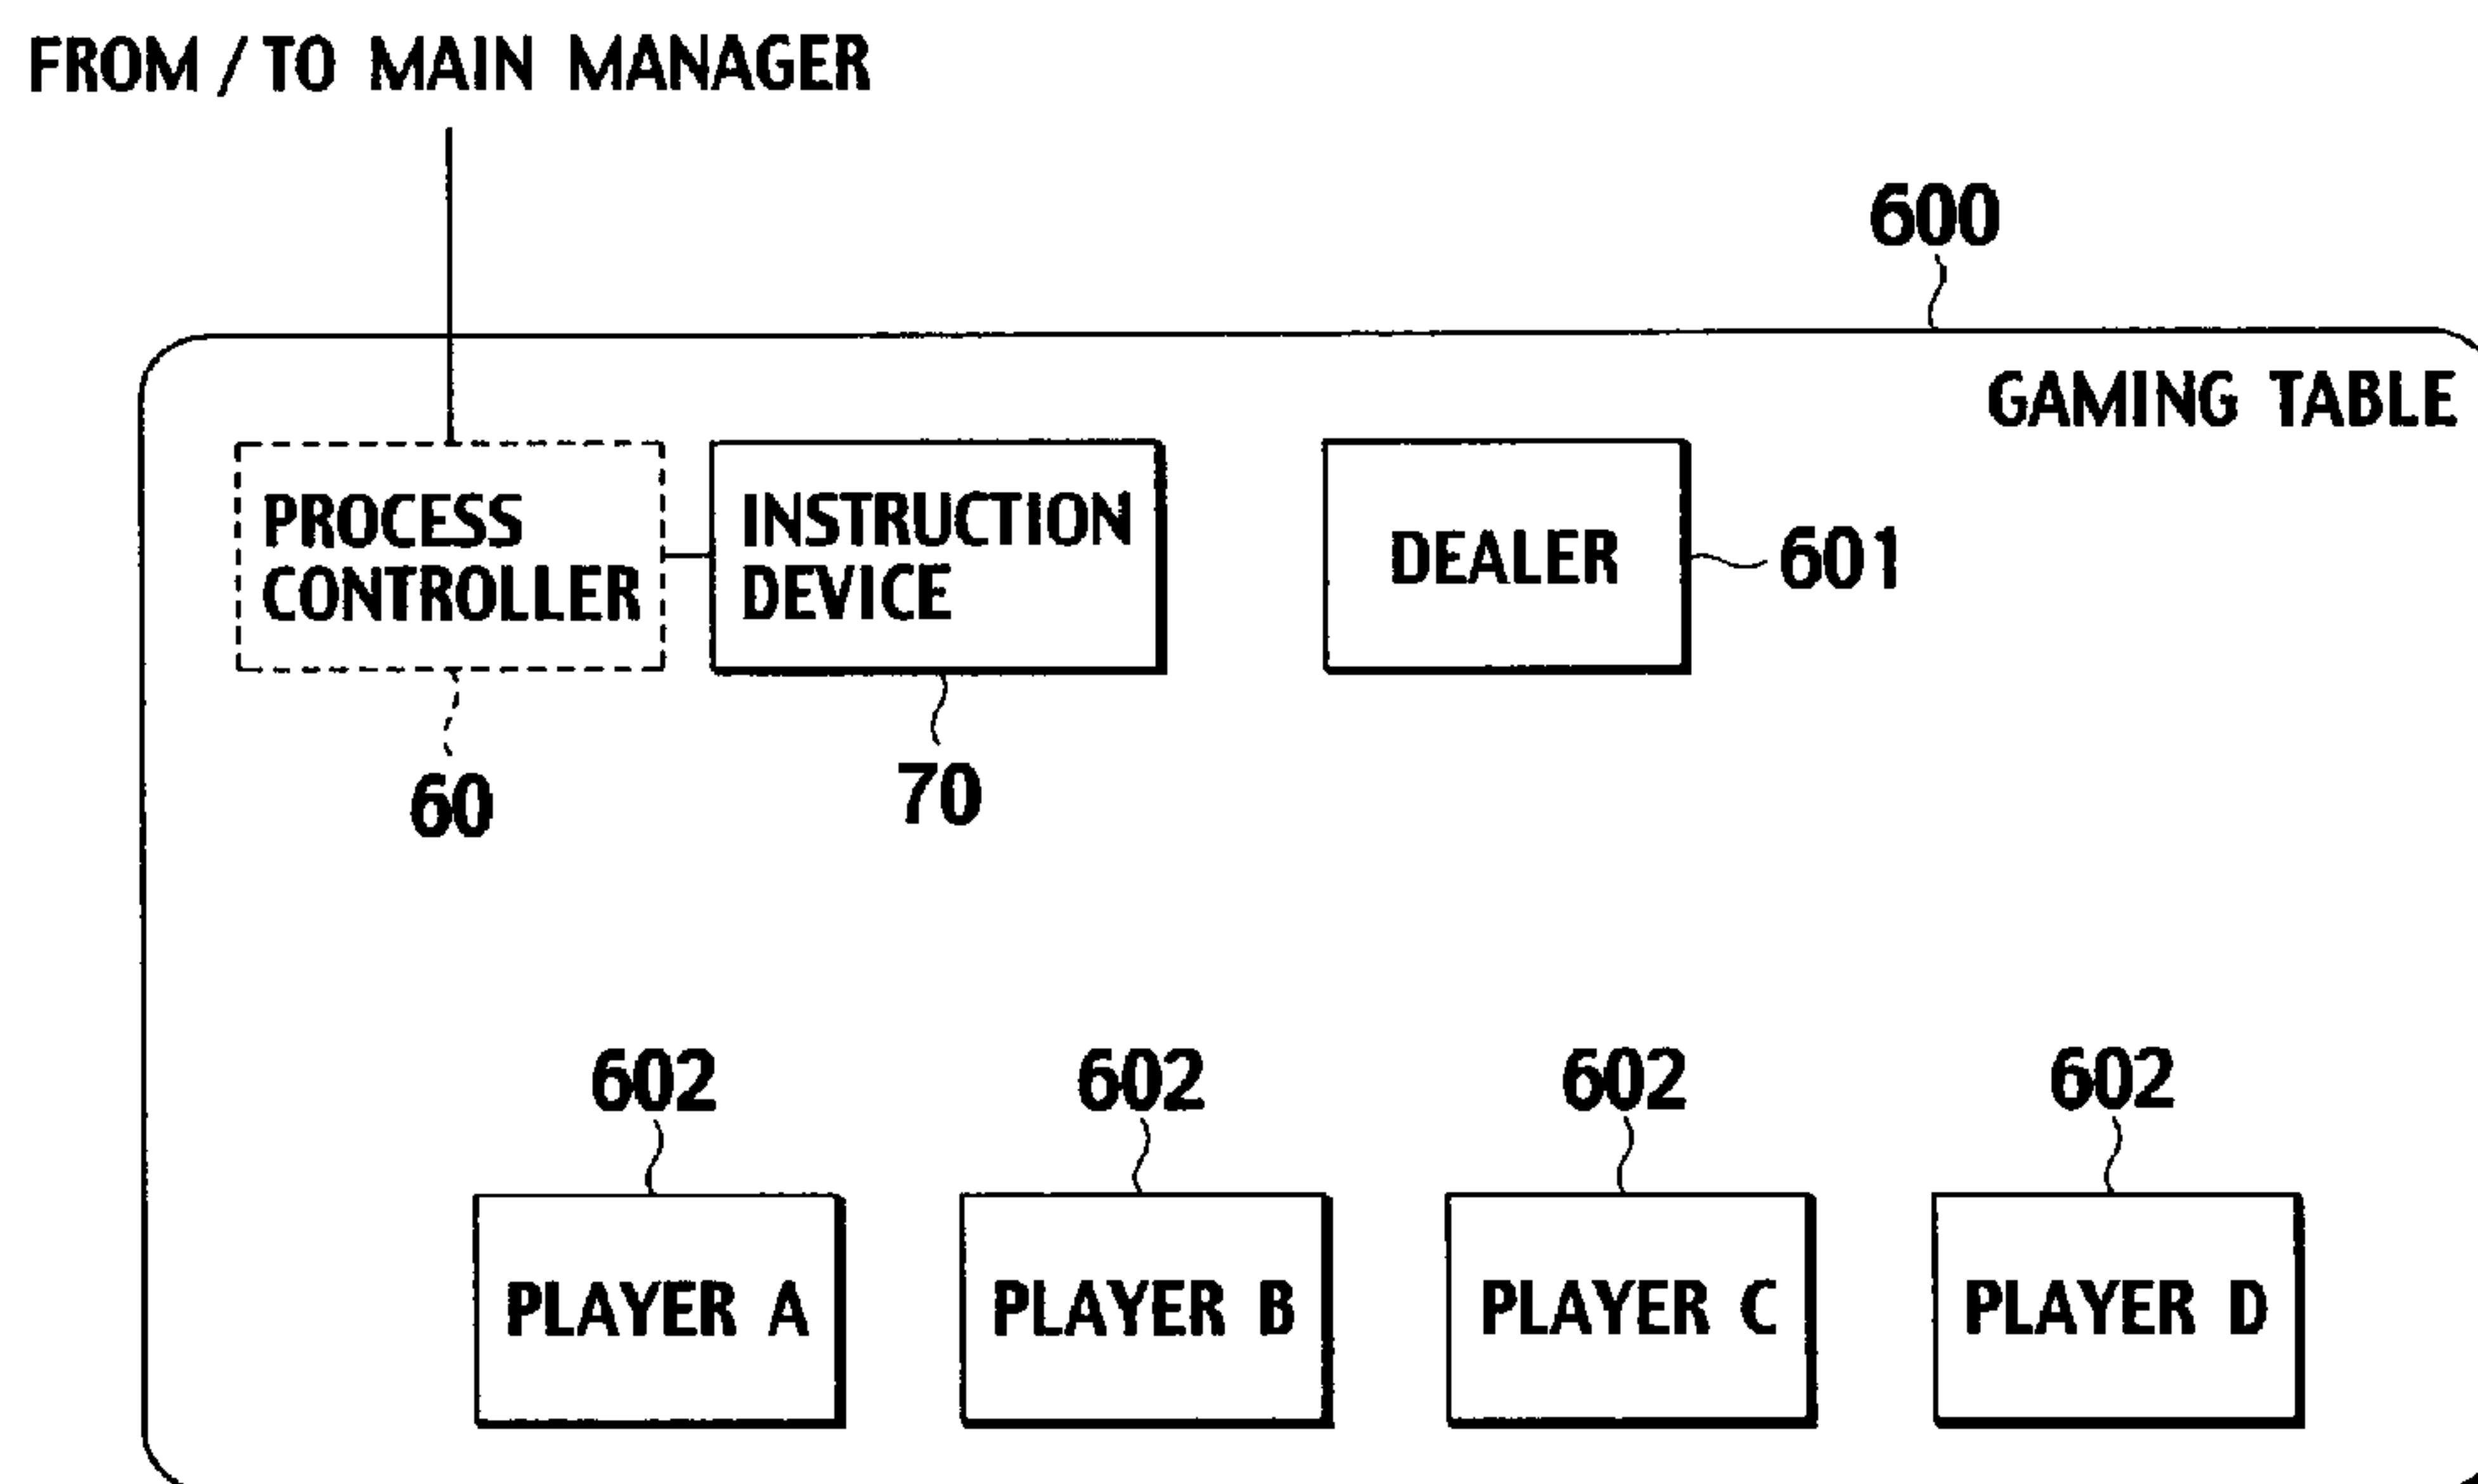 FROM / TO MAIN MANAGER
600
GAMING TABLE
PROCESS
CONTROLLER
INSTRUCTION
DEVICE
DEALER
601
60
70
602
602
602
602
PLAYER A
PLAYER B
PLAYER C
PLAYER D